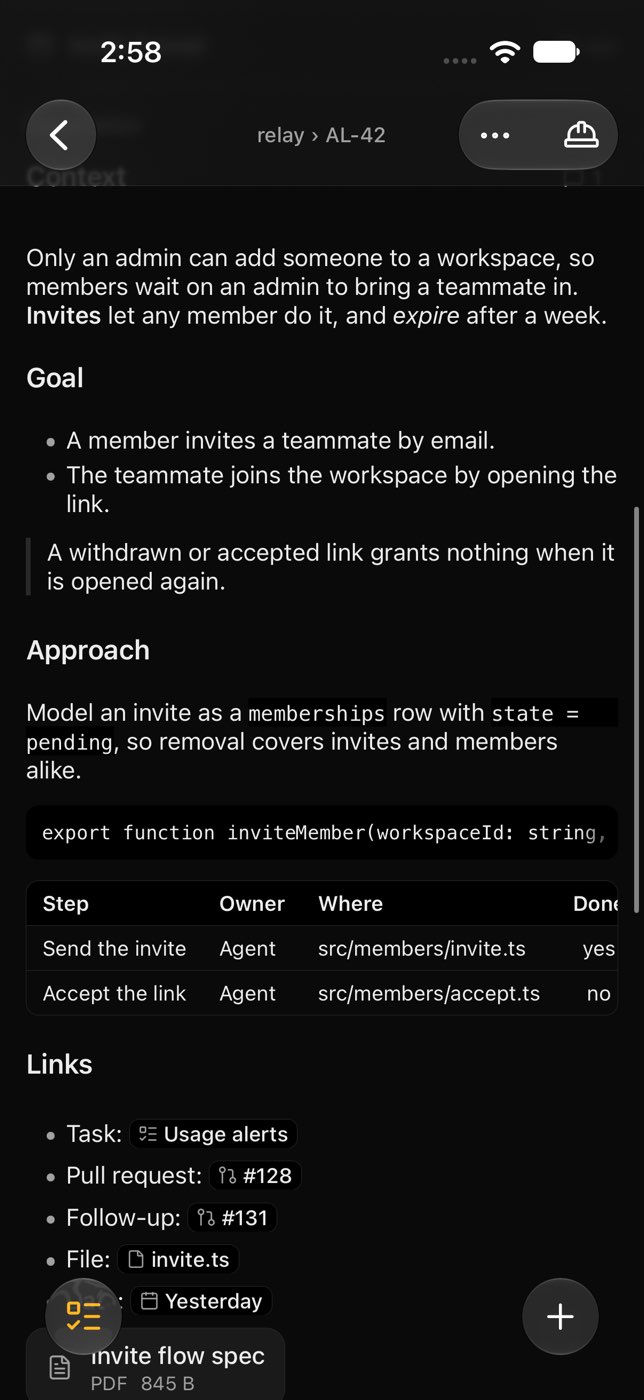 2:58
relay › AL-42
Context
1
Only an admin can add someone to a workspace, so
members wait on an admin to bring a teammate in.
Invites let any member do it, and expire after a week.
Goal
A member invites a teammate by email.
The teammate joins the workspace by opening the
link.
A withdrawn or accepted link grants nothing when it
is opened again.
Approach
Model an invite as a memberships row with state =
pending, so removal covers invites and members
alike.
export function inviteMember(workspaceId: string,
Step Owner Where Done
Send the invite Agent src/members/invite.ts yes
Accept the link Agent src/members/accept.ts no
Links
Task: Usage alerts
Pull request: #128
Follow-up: #131
File: invite.ts
Yesterday
Invite flow spec
PDF 845 B